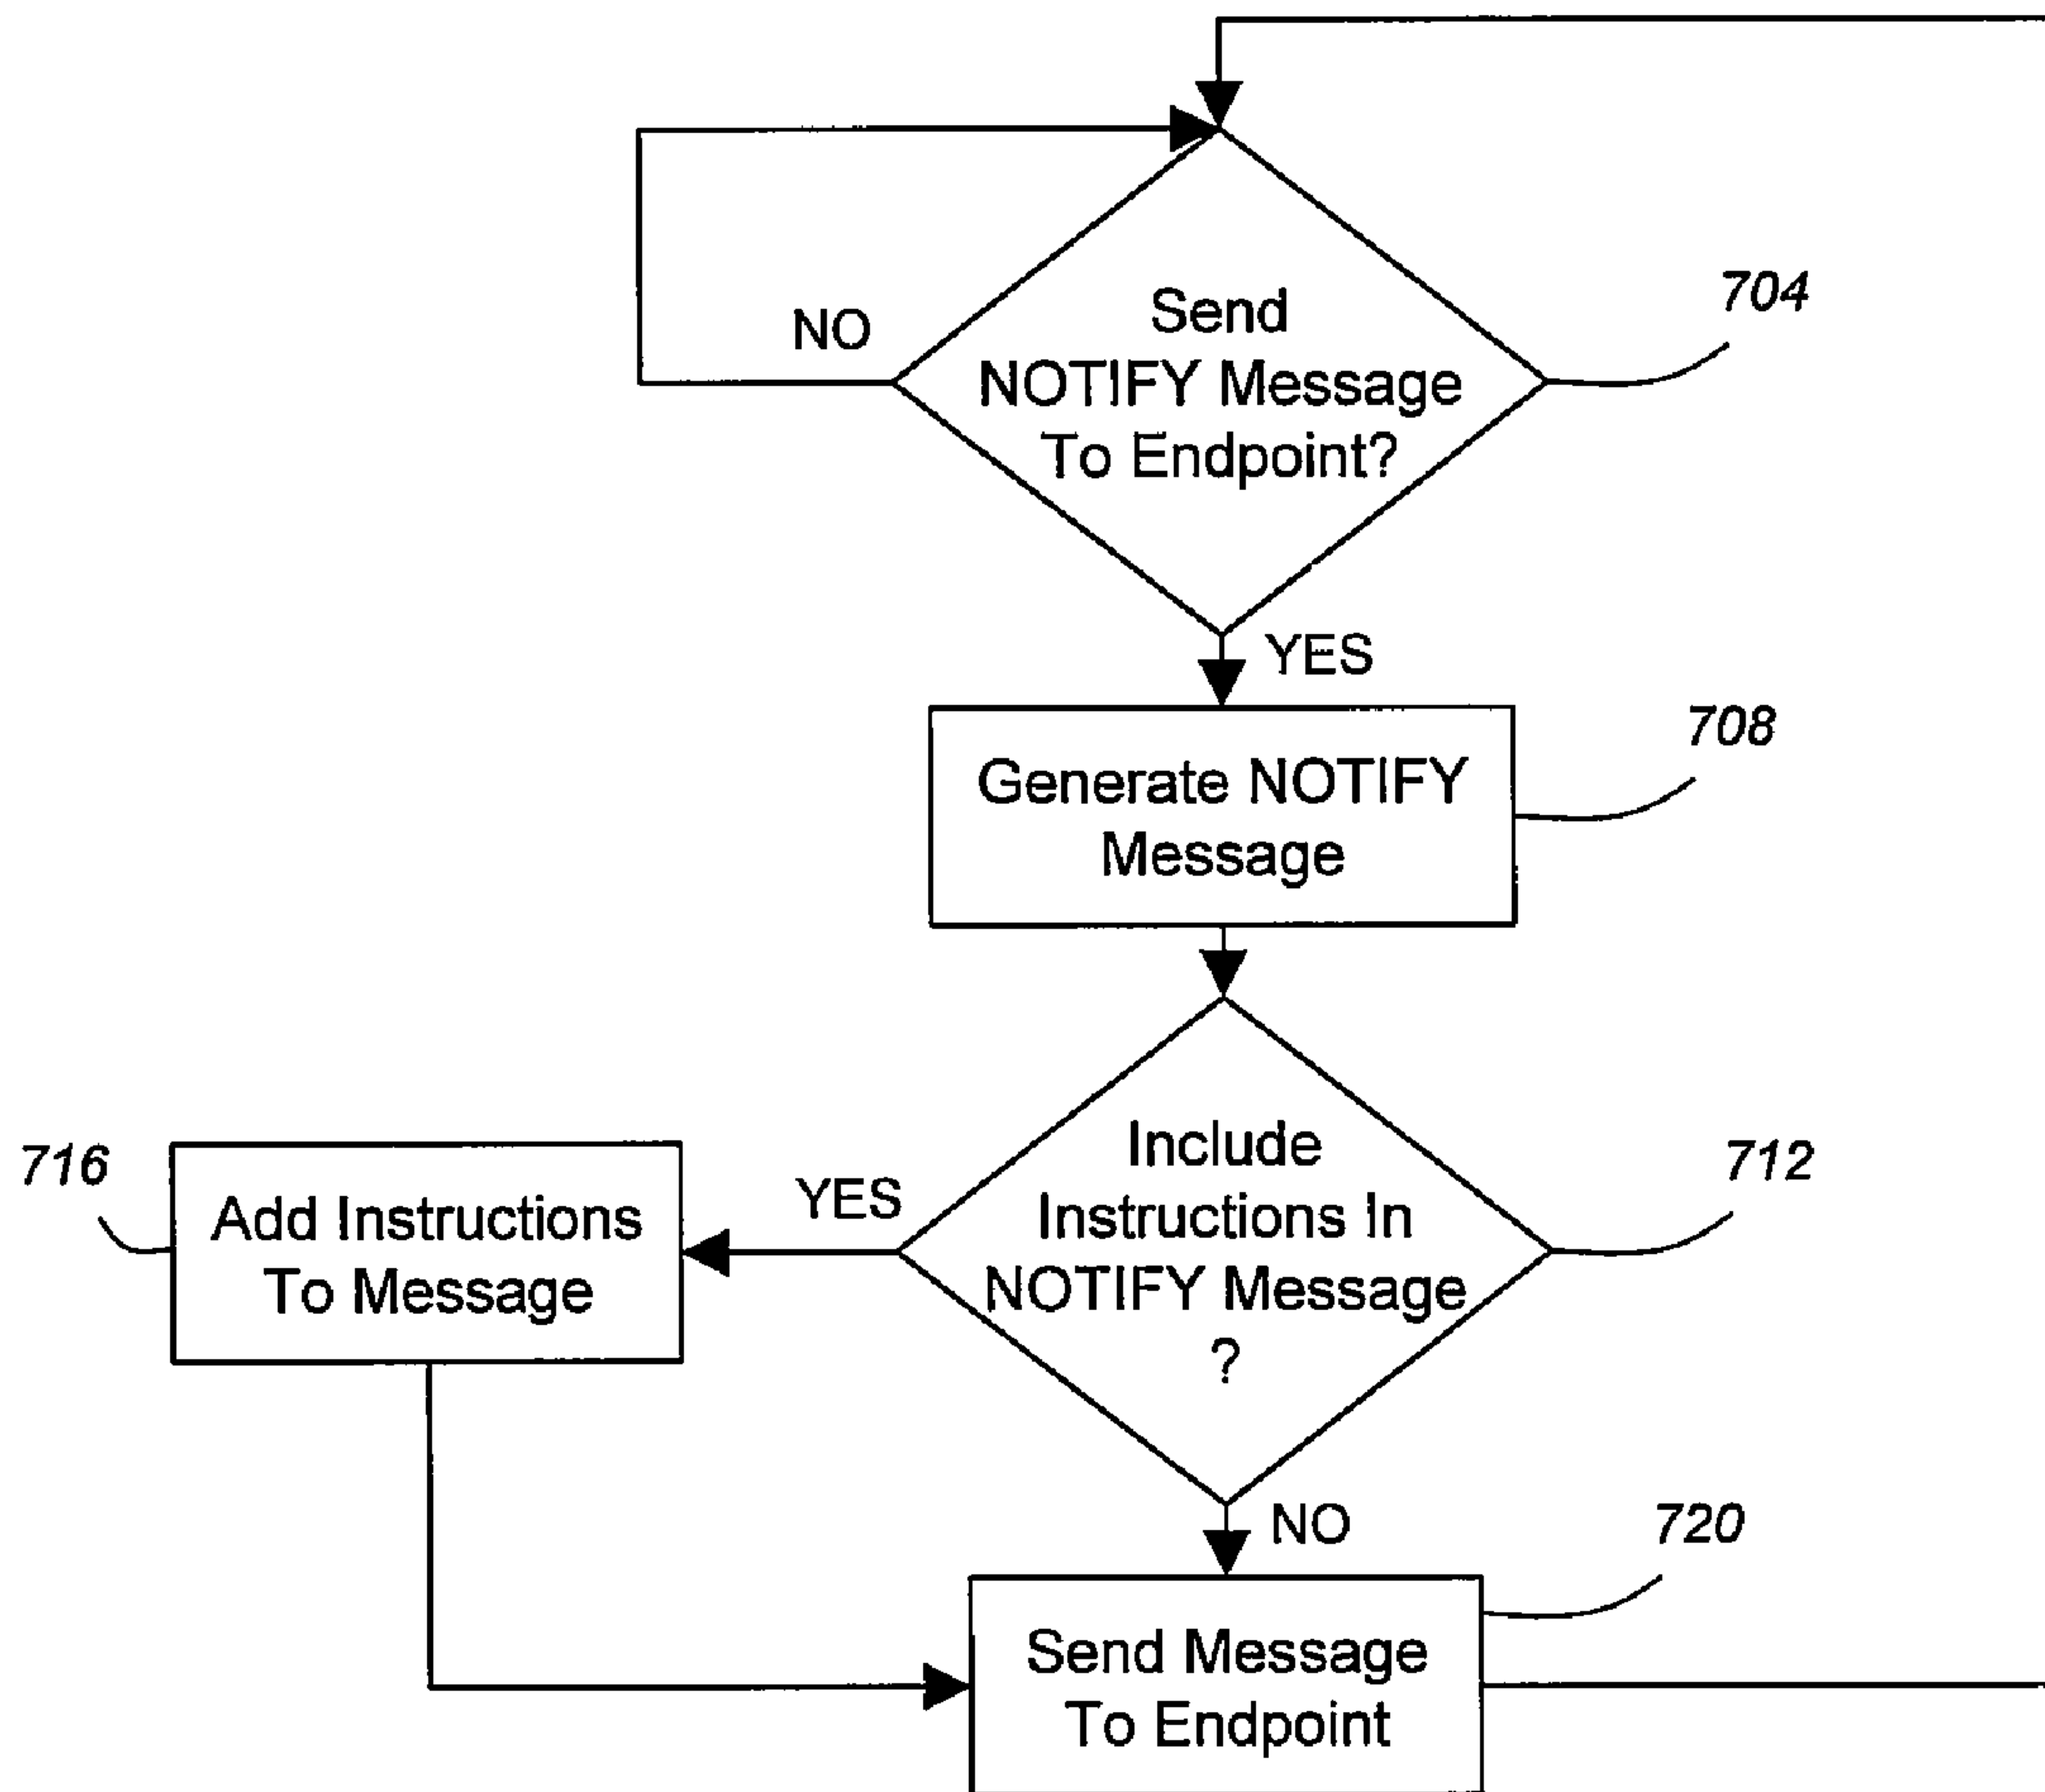 Send
NOTIFY Message
To Endpoint?
704
NO
YES
Generate NOTIFY
Message
708
Include
Instructions In
NOTIFY Message
?
712
YES
716
Add Instructions
To Message
NO
720
Send Message
To Endpoint